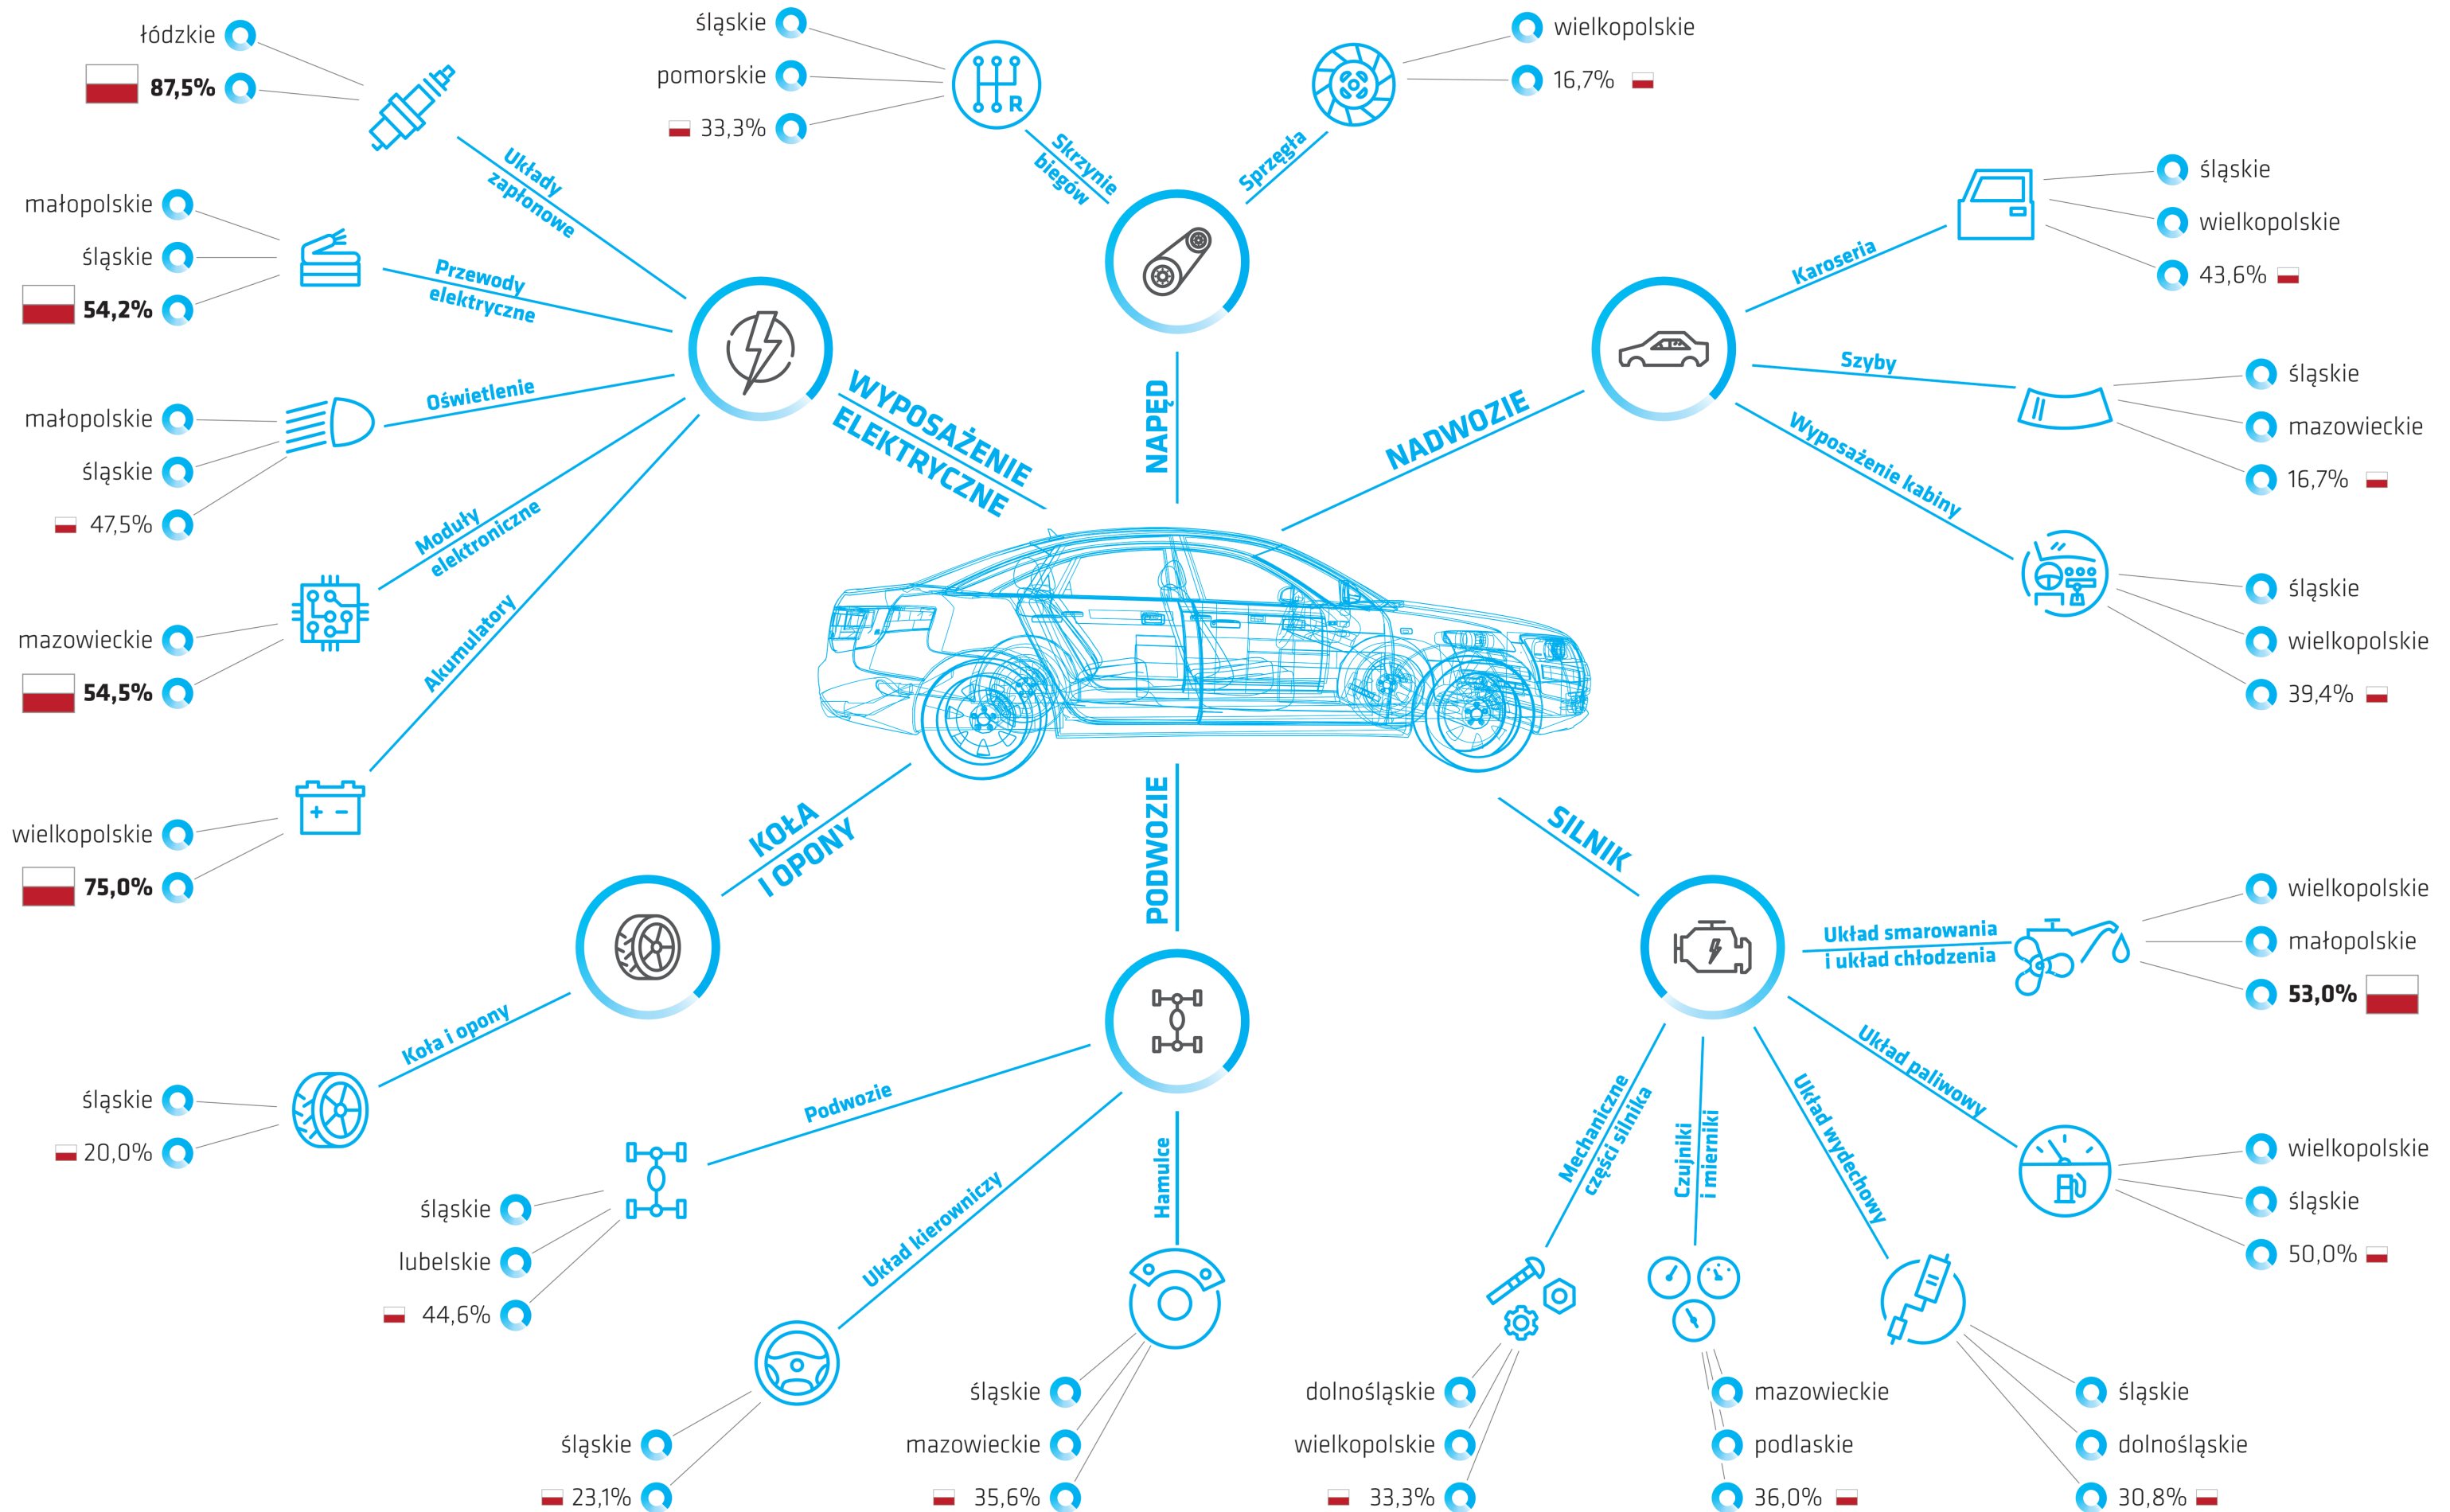 łódzkie
87,5%
Układy
zapłonowe
małopolskie
śląskie
54,2%
Przewody
elektryczne
małopolskie
śląskie
47,5%
Oświetlenie
mazowieckie
54,5%
Moduły
elektroniczne
wielkopolskie
75,0%
Akumulatory
WYPOSAŻENIE
ELEKTRYCZNE
śląskie
pomorskie
33,3%
R
Skrzynie
biegów
wielkopolskie
16,7%
Sprzęgła
NAPĘD
śląskie
wielkopolskie
43,6%
Karoseria
śląskie
mazowieckie
16,7%
Szyby
śląskie
wielkopolskie
39,4%
Wyposażenie kabiny
NADWOZIE
KOŁA
I OPONY
Koła i opony
śląskie
20,0%
PODWOZIE
Podwozie
śląskie
lubelskie
44,6%
Układ kierowniczy
śląskie
23,1%
Hamulce
śląskie
mazowieckie
35,6%
SILNIK
Układ smarowania
i układ chłodzenia
wielkopolskie
małopolskie
53,0%
Układ paliwowy
wielkopolskie
śląskie
50,0%
Układ wydechowy
śląskie
dolnośląskie
30,8%
Czujniki
i mierniki
mazowieckie
podlaskie
36,0%
Mechaniczne
części silnika
dolnośląskie
wielkopolskie
33,3%